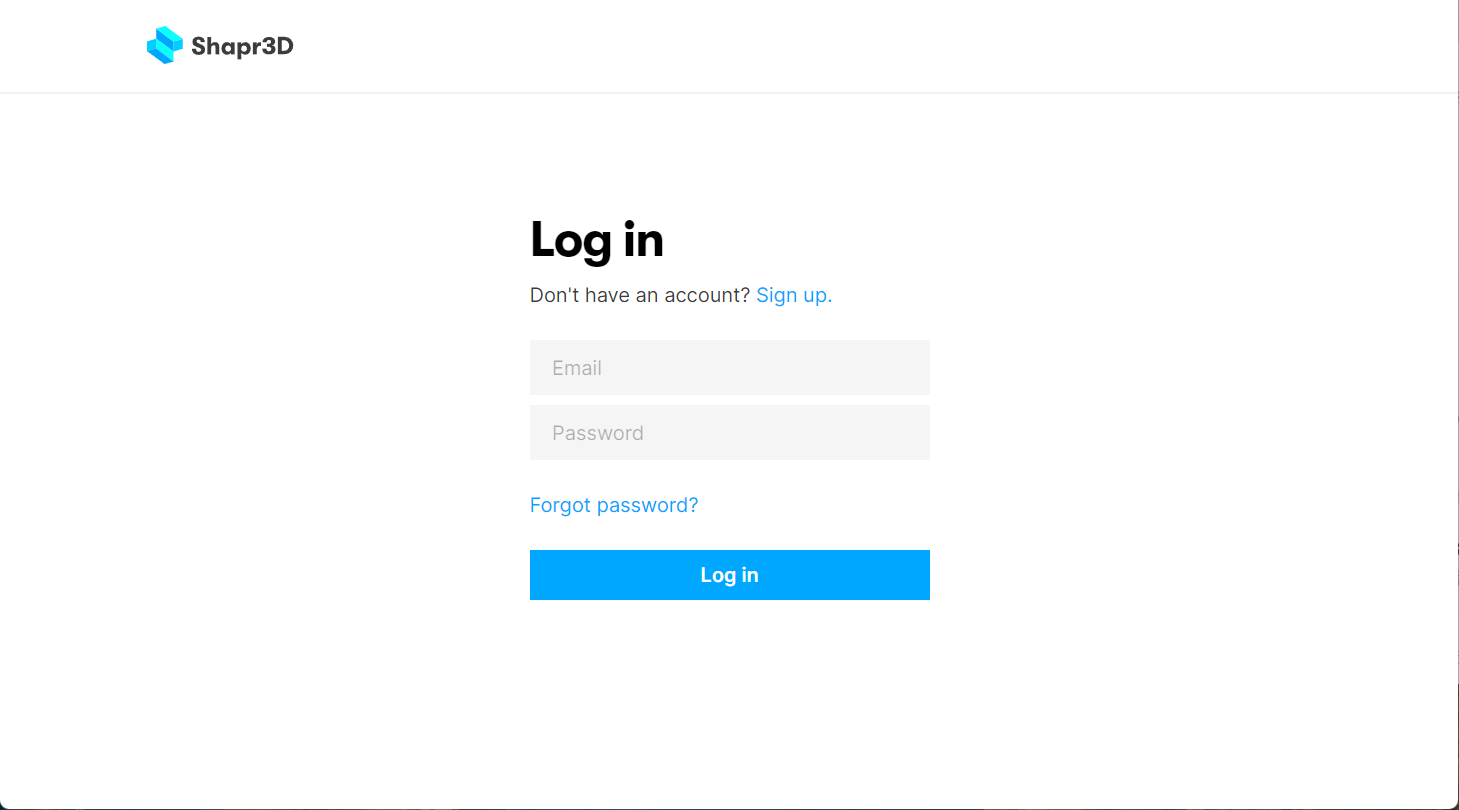 Shapr3D
Log in
Don't have an account? Sign up.
Email
Password
Forgot password?
Log in